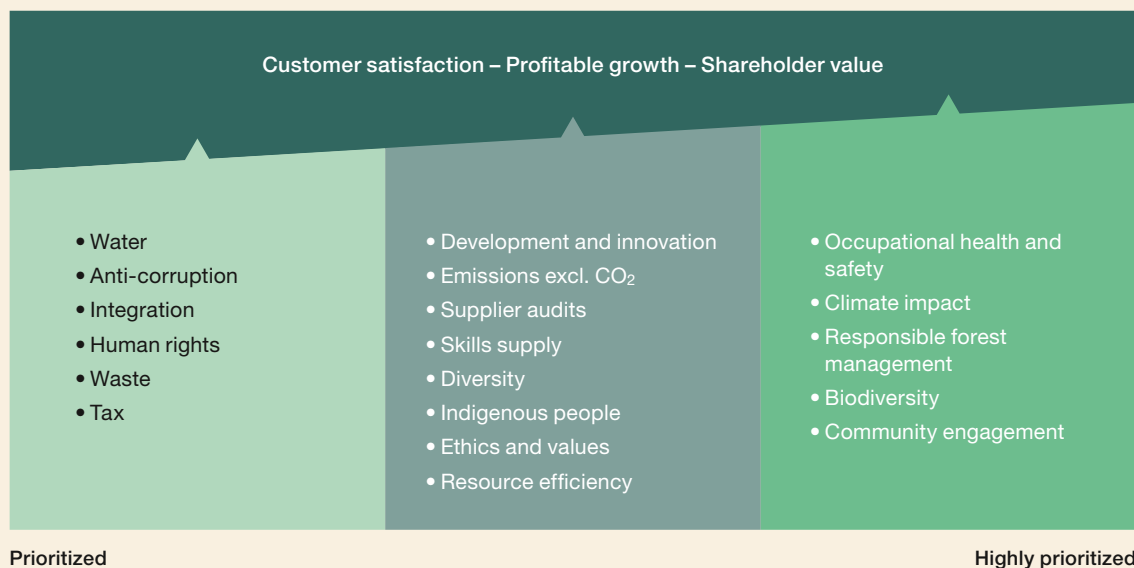 Customer satisfaction – Profitable growth – Shareholder value
• Water
• Anti-corruption
• Integration
• Human rights
• Waste
• Tax
• Development and innovation
• Emissions excl. CO₂
• Supplier audits
• Skills supply
• Diversity
• Indigenous people
• Ethics and values
• Resource efficiency
• Occupational health and
safety
• Climate impact
• Responsible forest
management
• Biodiversity
• Community engagement
Prioritized
Highly prioritized